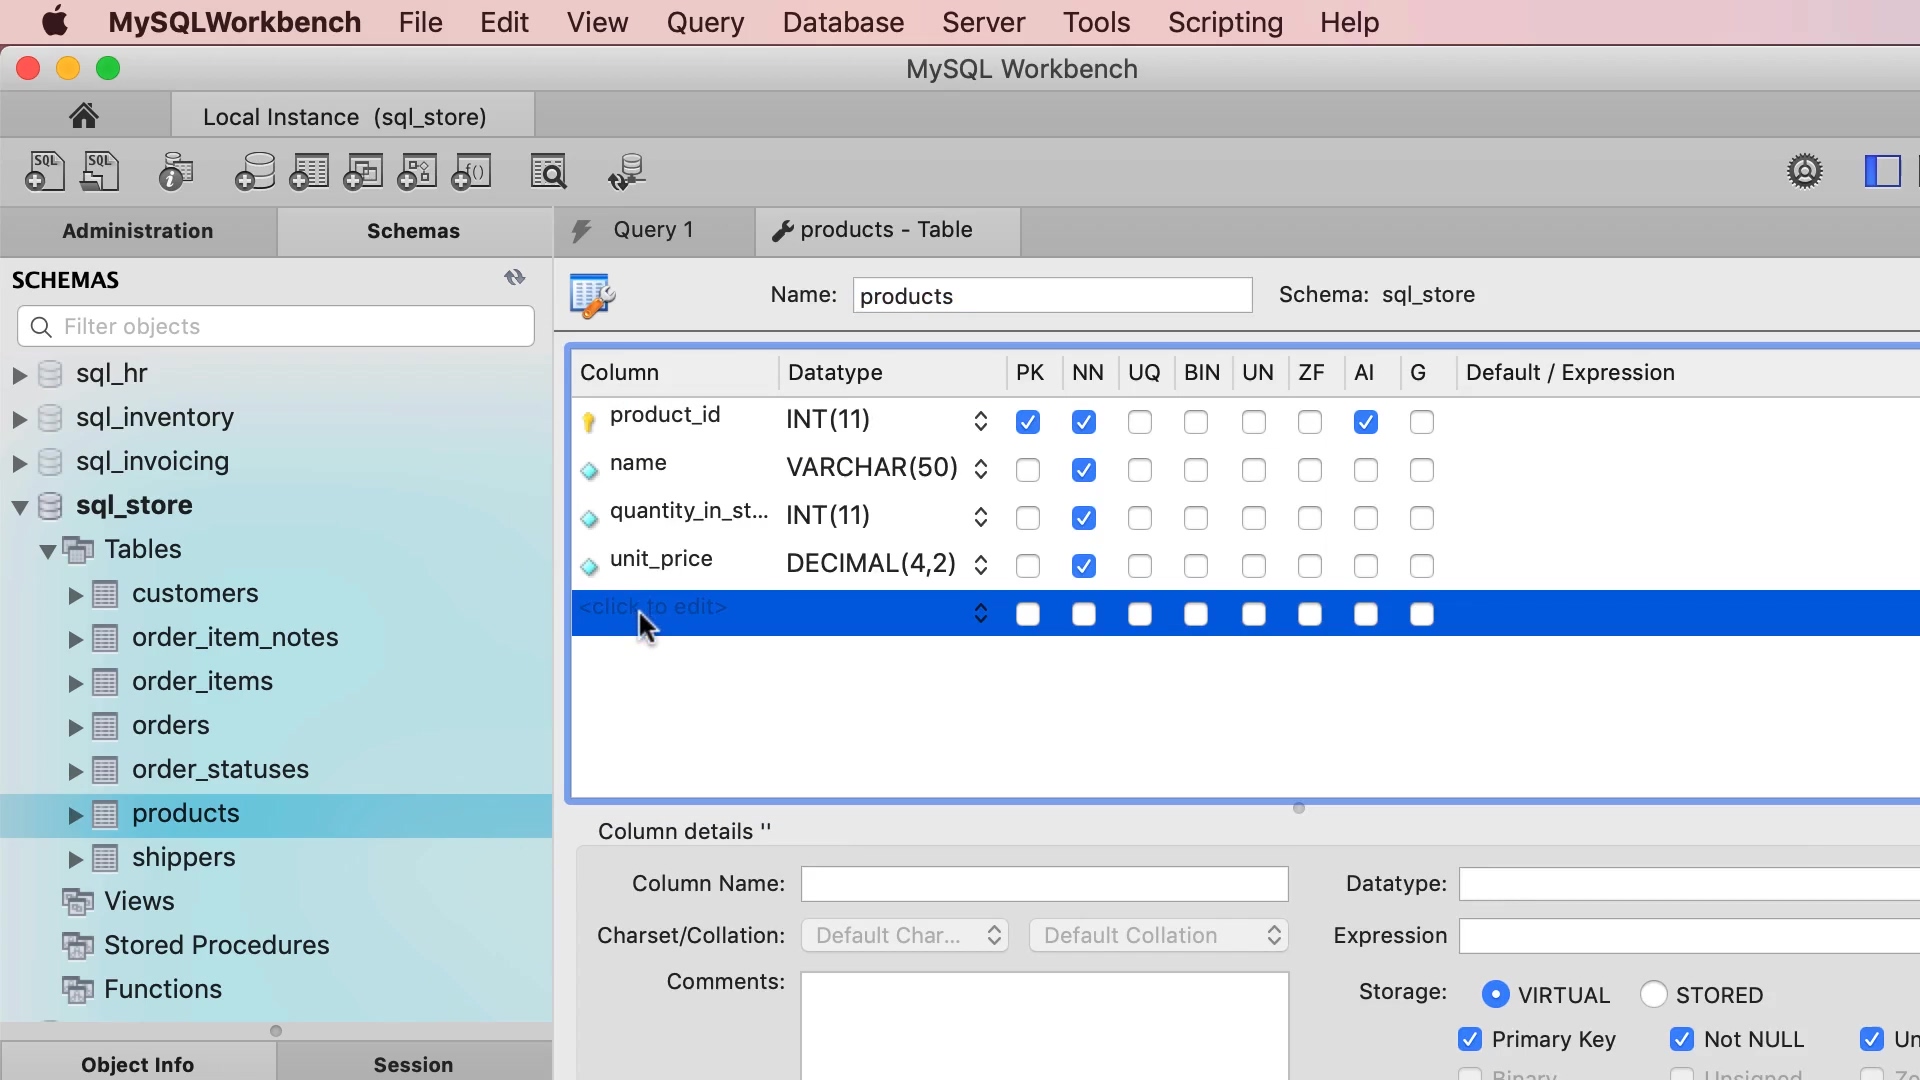 MySQLWorkbench File Edit View Query Database Server Tools Scripting Help
MySQL Workbench
Local Instance (sql_store)
SQL SQL
Administration Schemas
Query 1 products - Table
SCHEMAS
Filter objects
Name: products Schema: sql_store
sql_hr
sql_inventory
sql_invoicing
sql_store
Tables
customers
order_item_notes
order_items
orders
order_statuses
products
shippers
Views
Stored Procedures
Functions
Object Info Session
Column Datatype PK NN UQ BIN UN ZF AI G Default / Expression
product_id INT(11)
name VARCHAR(50)
quantity_in_st... INT(11)
unit_price DECIMAL(4,2)
<click to edit>
Column details ''
Column Name: Datatype:
Charset/Collation: Default Char... Default Collation Expression
Comments:
Storage: VIRTUAL STORED
Primary Key Not NULL Un
Binary Unsigned